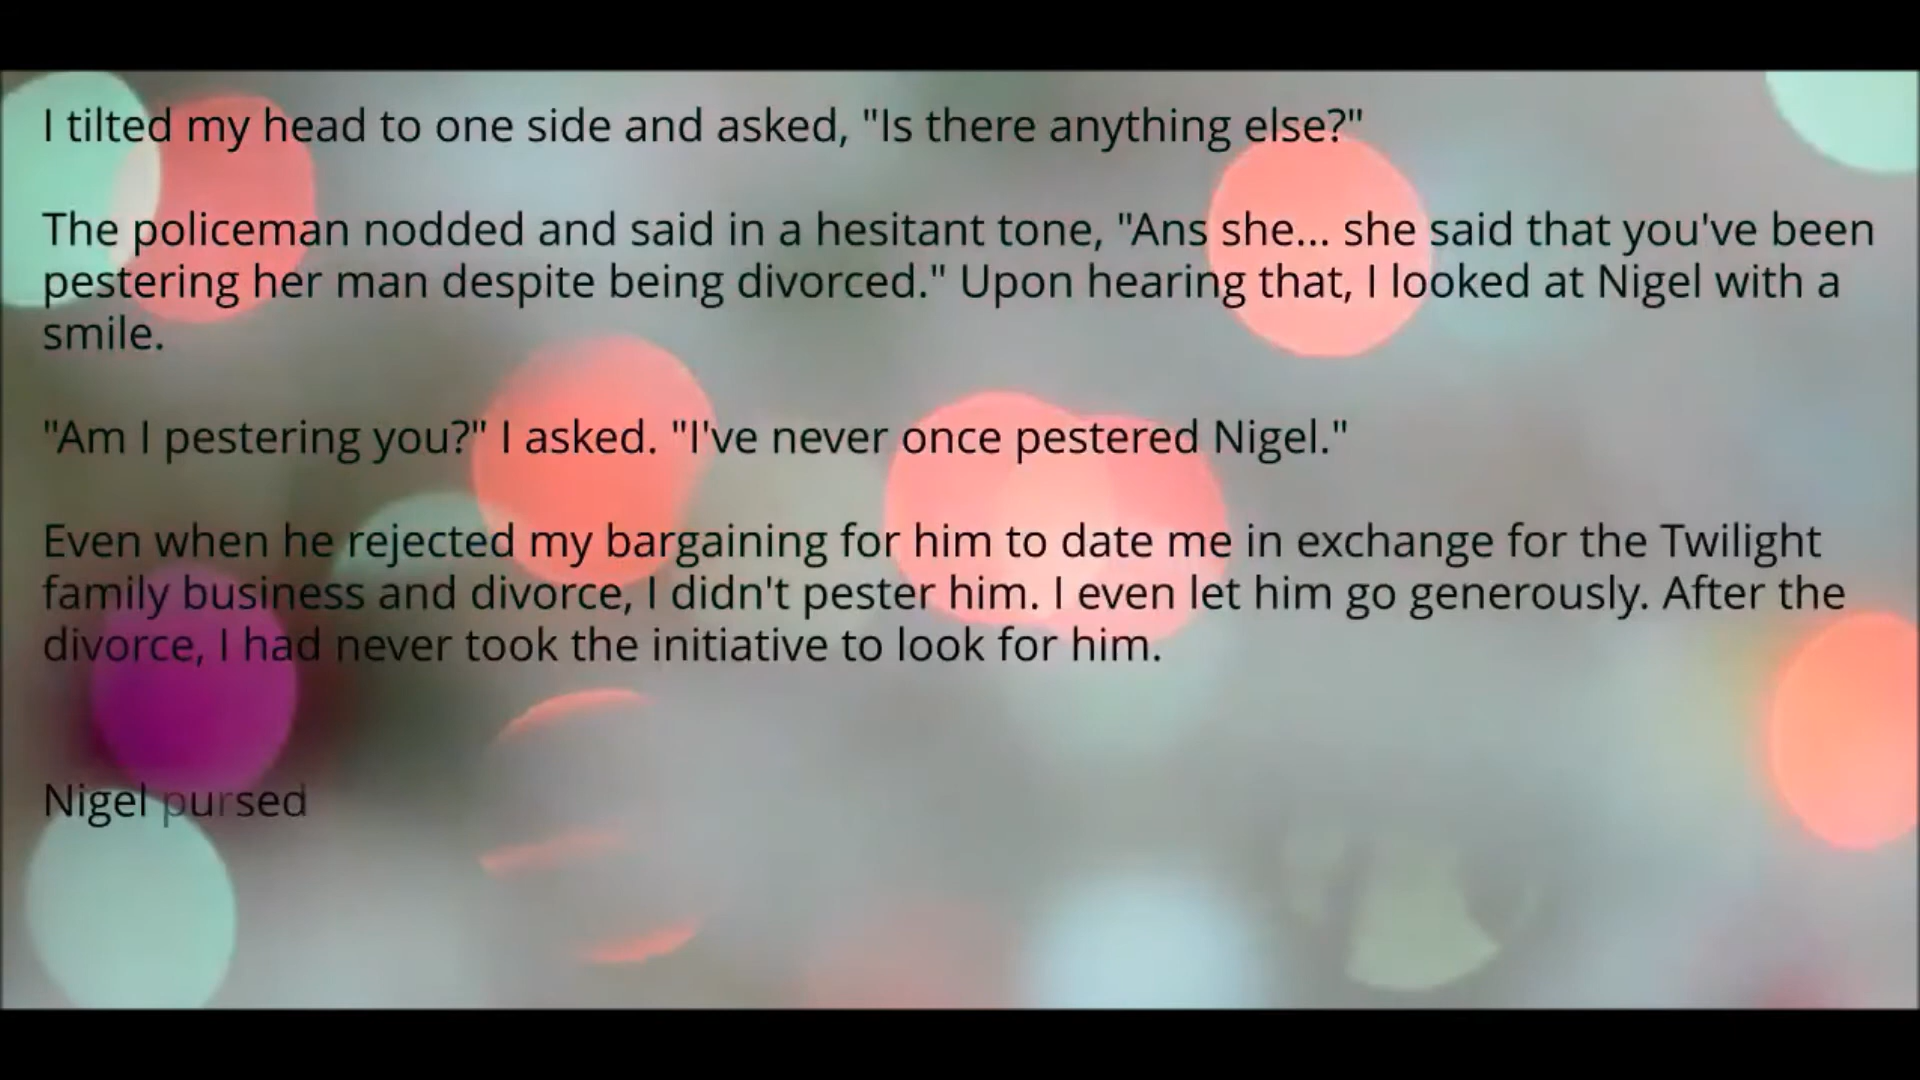 I tilted my head to one side and asked, "Is there anything else?"
The policeman nodded and said in a hesitant tone, "Ans she... she said that you've been
pestering her man despite being divorced." Upon hearing that, I looked at Nigel with a
smile.
"Am I pestering you?" I asked. "I've never once pestered Nigel."
Even when he rejected my bargaining for him to date me in exchange for the Twilight
family business and divorce, I didn't pester him. I even let him go generously. After the
divorce, I had never took the initiative to look for him.
Nigel pursed